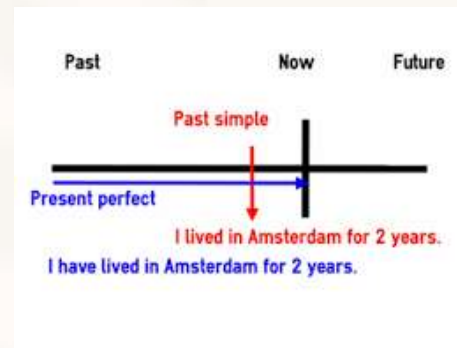 Past Now Future
Past simple
Present perfect
I lived in Amsterdam for 2 years.
I have lived in Amsterdam for 2 years.